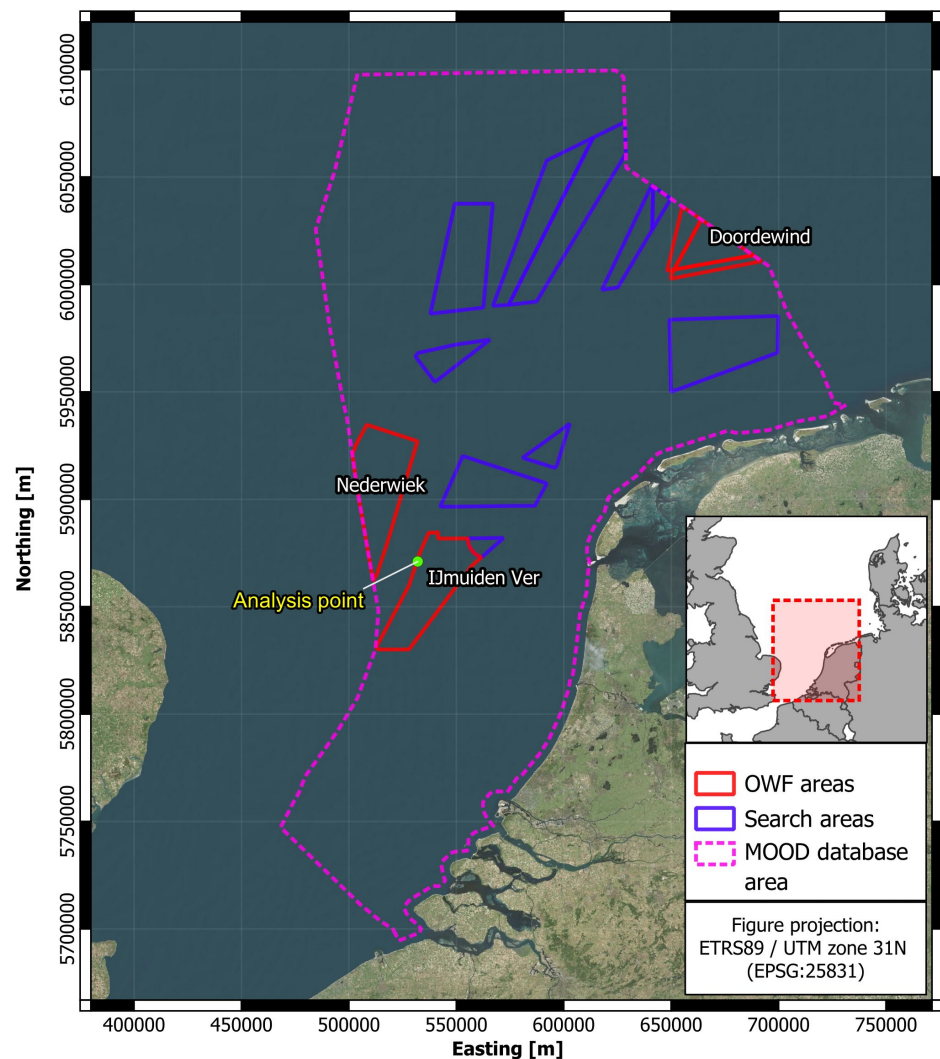 Northing [m]
6100000
6050000
6000000
5950000
5900000
5850000
5800000
5750000
5700000
Doordewind
Nederwiek
IJmuiden Ver
Analysis point
OWF areas
Search areas
MOOD database
area
Figure projection:
ETRS89 / UTM zone 31N
(EPSG:25831)
400000 450000 500000 550000 600000 650000 700000 750000
Easting [m]